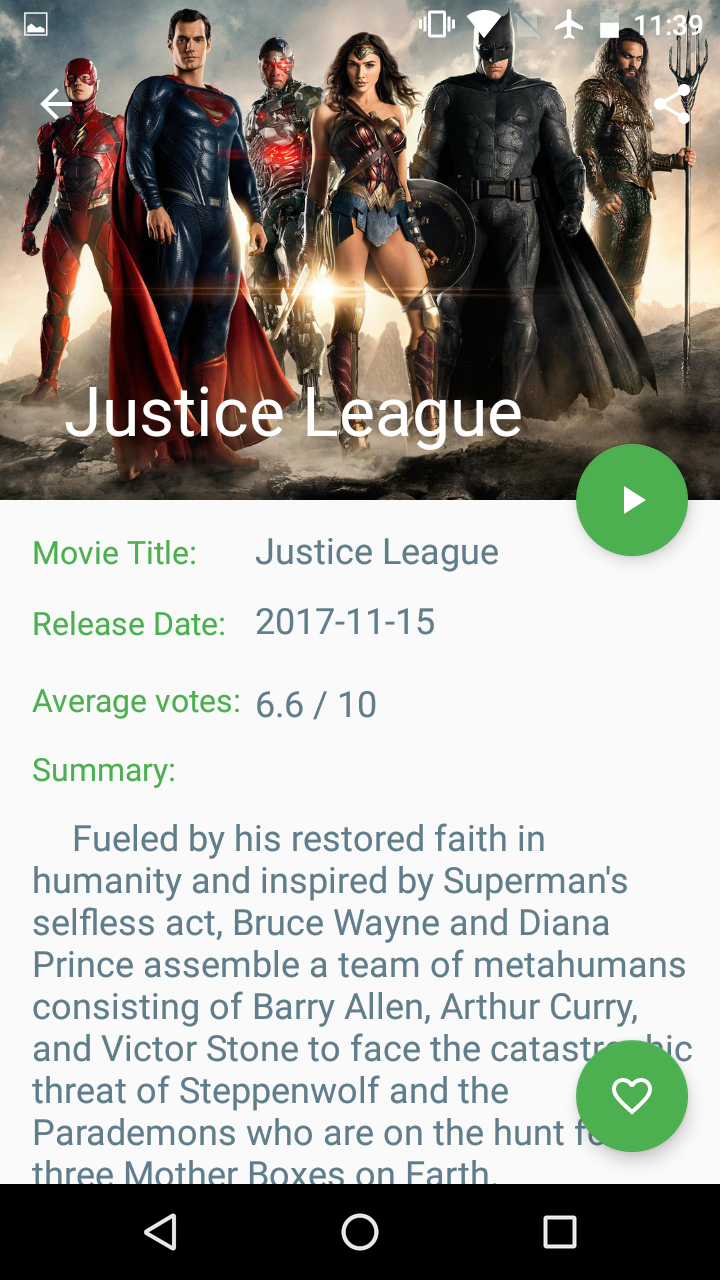 11:39
Justice League
Movie Title: Justice League
Release Date: 2017-11-15
Average votes: 6.6 / 10
Summary:
Fueled by his restored faith in
humanity and inspired by Superman's
selfless act, Bruce Wayne and Diana
Prince assemble a team of metahumans
consisting of Barry Allen, Arthur Curry,
and Victor Stone to face the
threat of Steppenwolf and the
Parademons who are on the hunt
three Mother Boxes on Earth.